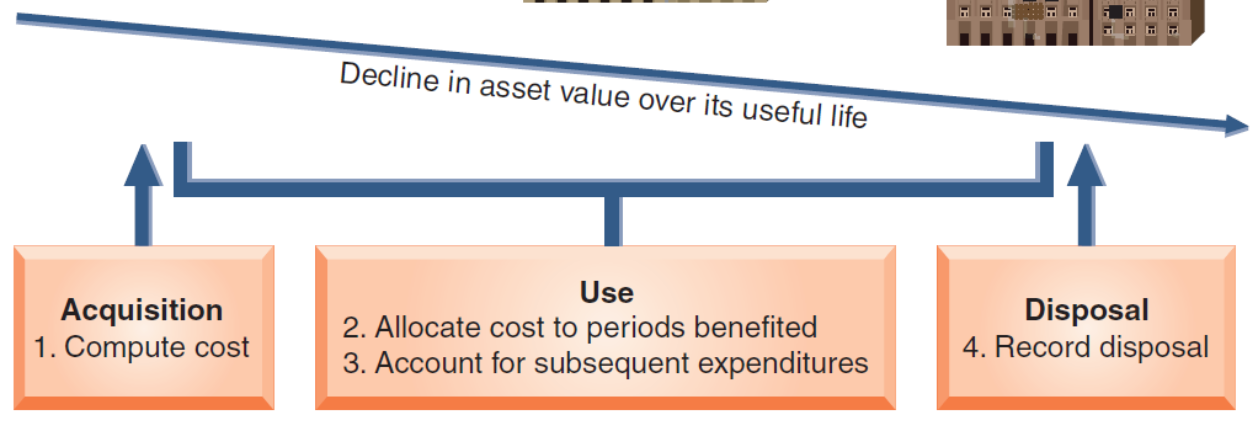 Decline in asset value over its useful life
Acquisition
1. Compute cost
Use
2. Allocate cost to periods benefited
3. Account for subsequent expenditures
Disposal
4. Record disposal